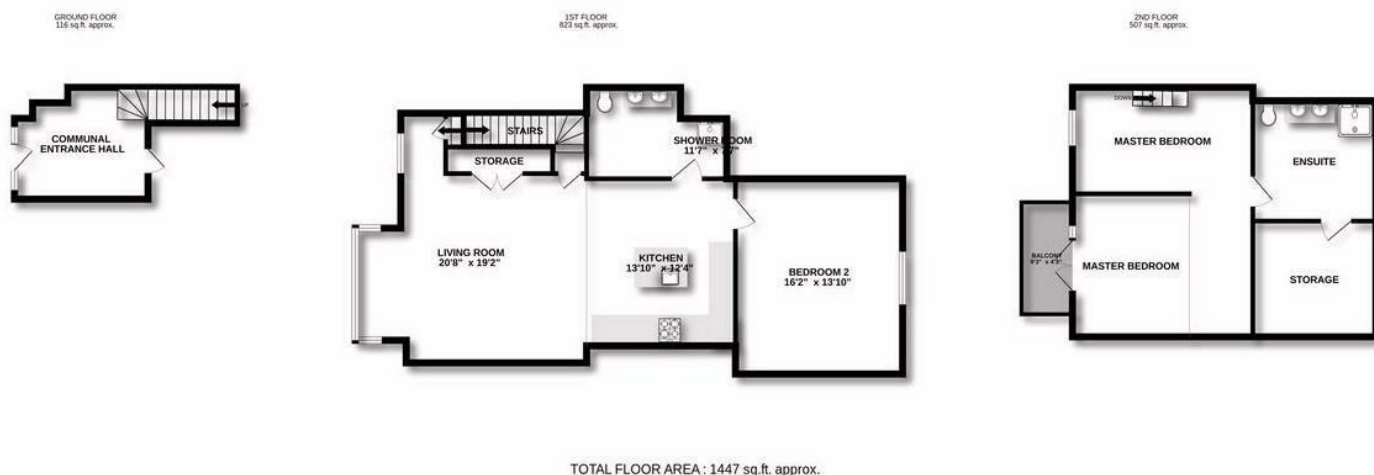 GROUND FLOOR
116 sq.ft. approx.
UP
COMMUNAL
ENTRANCE HALL
1ST FLOOR
823 sq.ft. approx.
STAIRS
STORAGE
SHOWER ROOM
LIVING ROOM
20'8" x 19'2"
KITCHEN
13'10" x 12'4"
BEDROOM 2
16'2" x 13'10"
2ND FLOOR
507 sq.ft. approx.
DOWN
MASTER BEDROOM
ENSUITE
BALCONY
MASTER BEDROOM
STORAGE
TOTAL FLOOR AREA : 1447 sq.ft. approx.